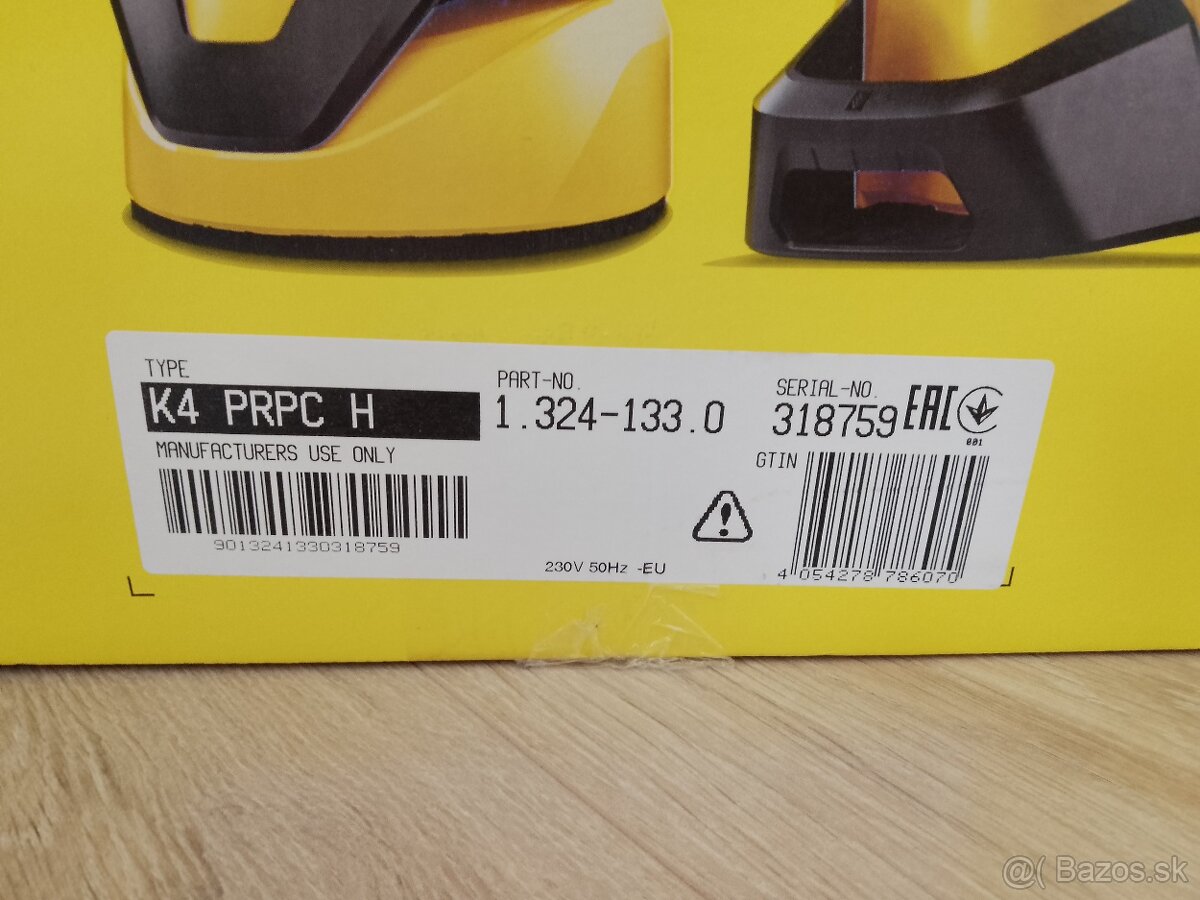 TYPE
K4 PRPC H
MANUFACTURERS USE ONLY
9013241330318759
PART-NO.
1.324-133.0
SERIAL-NO.
318759
EAC
001
GTIN
4 054278 786070
230V 50Hz -EU
@( Bazos.sk